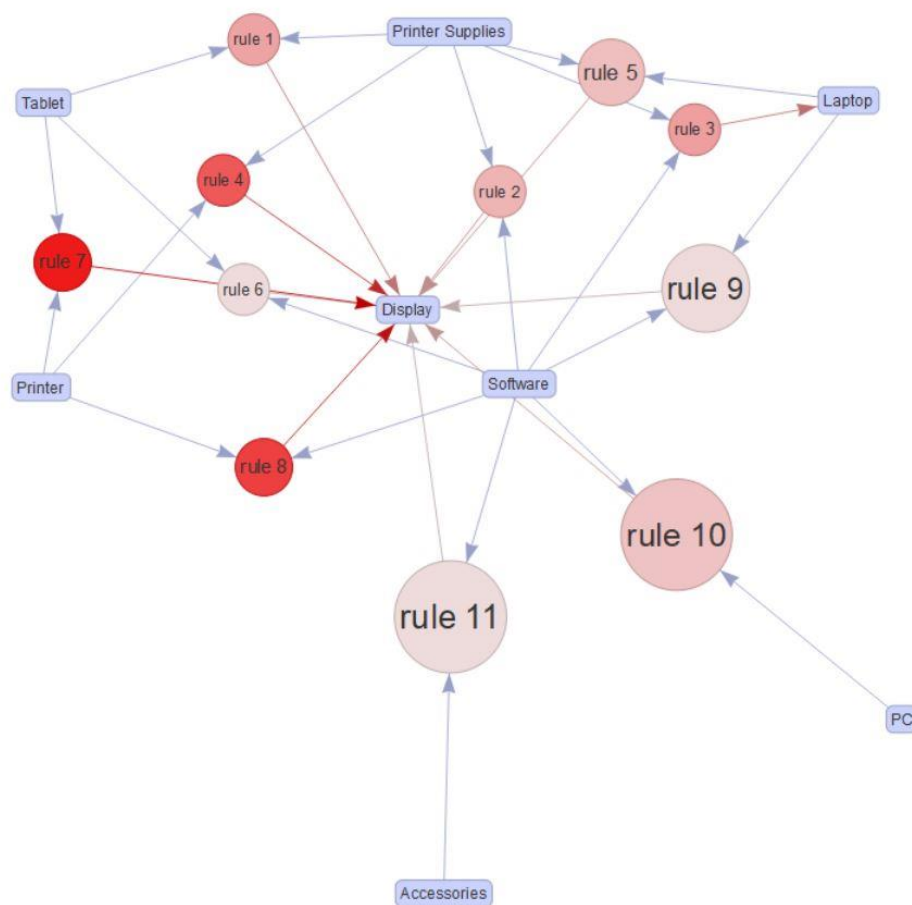 Printer Supplies
rule 1
rule 5
Tablet
Laptop
rule 3
rule 4
rule 2
rule 7
rule 6
rule 9
Display
Printer
Software
rule 8
rule 10
rule 11
PC
Accessories